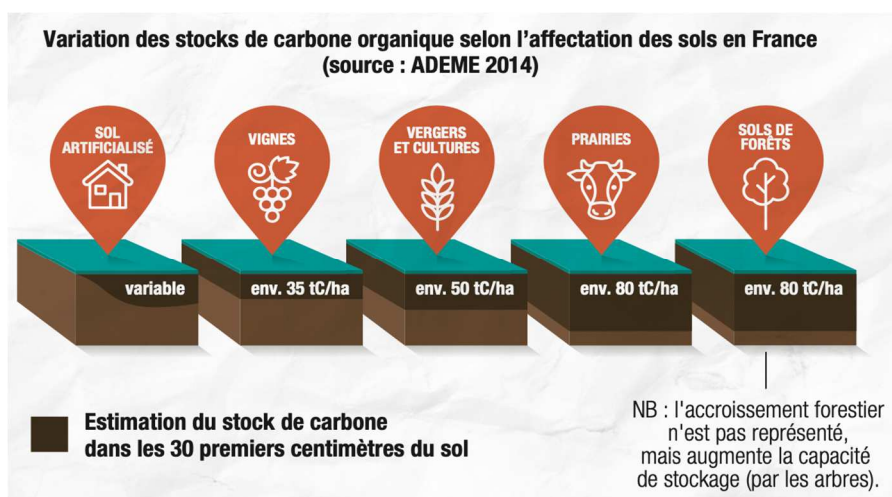 Variation des stocks de carbone organique selon l’affectation des sols en France
(source : ADEME 2014)
SOL
ARTIFICIALISÉ
VIGNES
VERGERS
ET CULTURES
PRAIRIES
SOLS DE
FORÊTS
variable
env. 35 tC/ha
env. 50 tC/ha
env. 80 tC/ha
env. 80 tC/ha
Estimation du stock de carbone
dans les 30 premiers centimètres du sol
NB : l'accroissement forestier
n'est pas représenté,
mais augmente la capacité
de stockage (par les arbres).